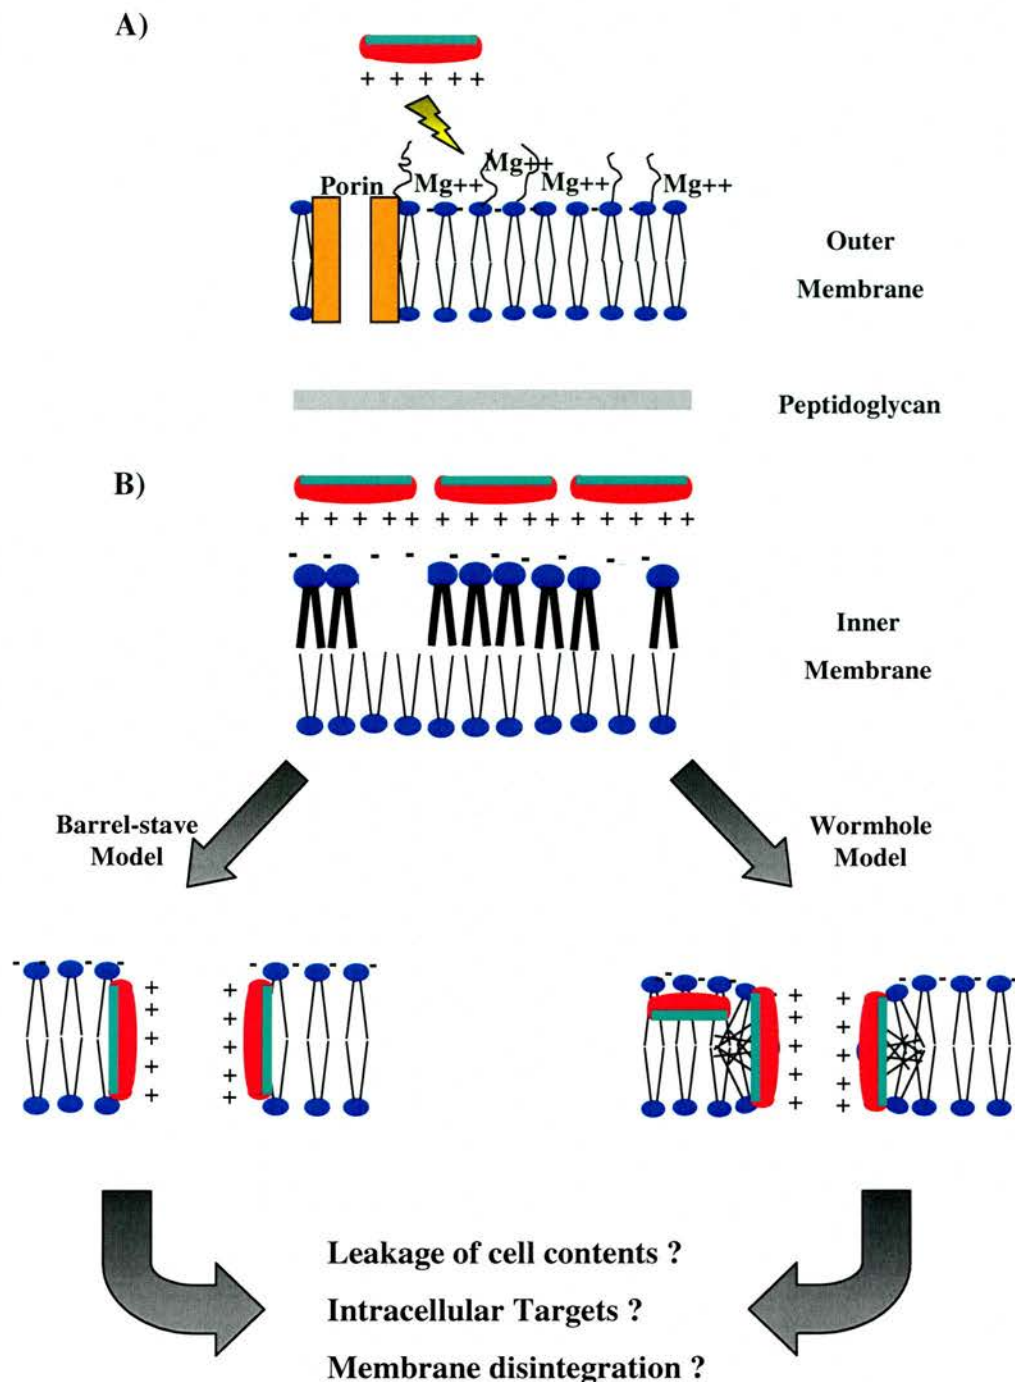 A)
+ + + + +
Mg++
Porin Mg++ Mg++ Mg++
- - - - -
Outer
Membrane
Peptidoglycan
B)
+ + + + + + + + + + + + + + +
- - - - - - - - - -
Inner
Membrane
Barrel-stave
Model
Wormhole
Model
- - - - - - - -
+ + + + + + + + + +
- - - - - - - -
+ + + + + + + + + +
Leakage of cell contents ?
Intracellular Targets ?
Membrane disintegration ?